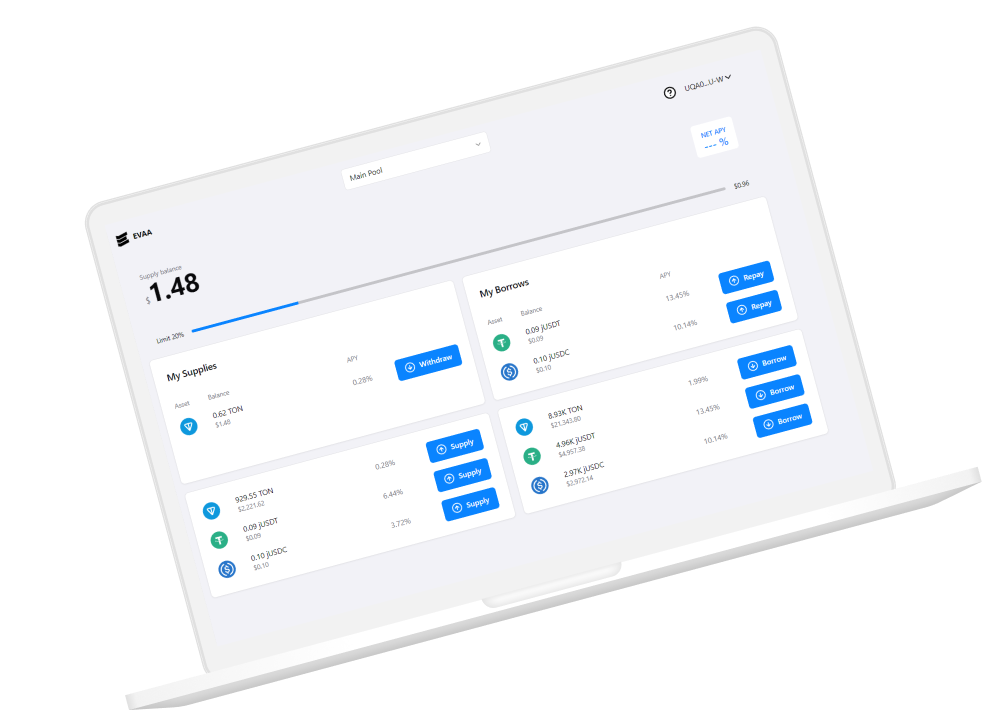 UQA0...U-W
Main Pool
NET APY
--- %
EVAA
Supply balance
$ 1.48
Limit 20%
$0.96
My Supplies
Asset Balance APY
0.62 TON
$1.48
0.28%
Withdraw
My Borrows
Asset Balance APY
0.09 jUSDT
$0.09
13.45%
Repay
0.10 jUSDC
$0.10
10.14%
Repay
929.55 TON
$2,221.62
0.28%
Supply
0.09 jUSDT
$0.09
6.44%
Supply
0.10 jUSDC
$0.10
3.72%
Supply
8.93K TON
$21,343.80
1.99%
Borrow
4.96K jUSDT
$4,957.38
13.45%
Borrow
2.97K jUSDC
$2,972.14
10.14%
Borrow